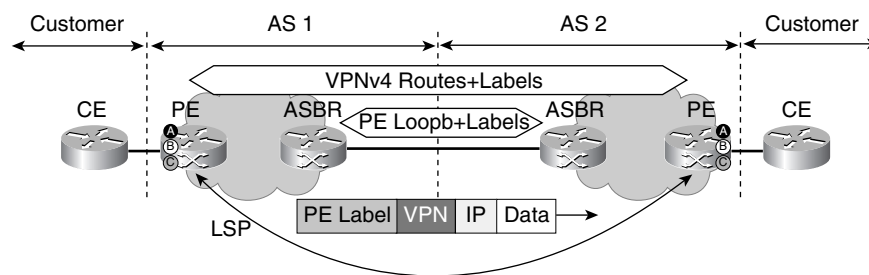 Customer AS 1 AS 2 Customer
VPNv4 Routes+Labels
CE PE ASBR ASBR PE CE
PE Loopb+Labels
A A
B B
C C
PE Label VPN IP Data
LSP